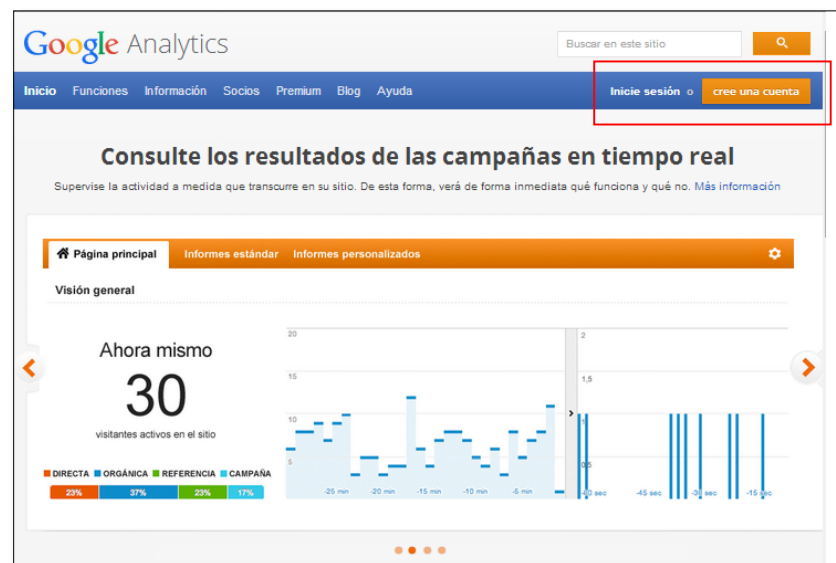 Google Analytics
Buscar en este sitio
Inicio Funciones Información Socios Premium Blog Ayuda
Inicie sesión o cree una cuenta
Consulte los resultados de las campañas en tiempo real
Supervise la actividad a medida que transcurre en su sitio. De esta forma, verá de forma inmediata qué funciona y qué no. Más información
Página principal Informes estándar Informes personalizados
Visión general
Ahora mismo
30
visitantes activos en el sitio
DIRECTA ORGÁNICA REFERENCIA CAMPAÑA
23% 37% 23% 17%
20
15
10
5
-25 min -20 min -15 min -10 min -5 min
2
1,5
1
0,5
-45 sec -30 sec -15 sec